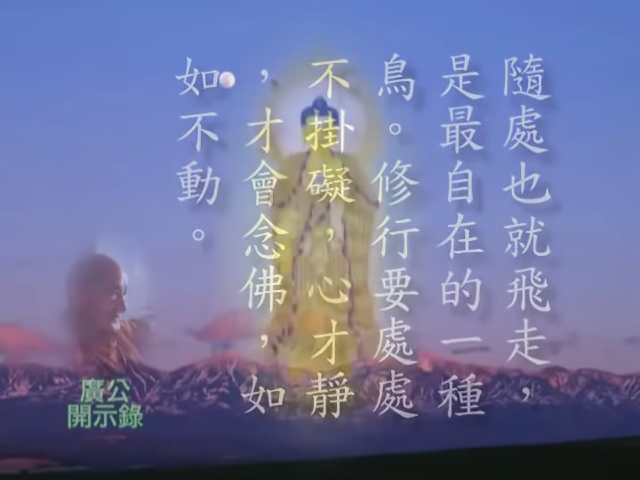 隨處也就飛走，
是最自在的一種
鳥。修行要處處
不掛礙，心才靜
，才會念佛，如
如不動。
廣公
開示錄